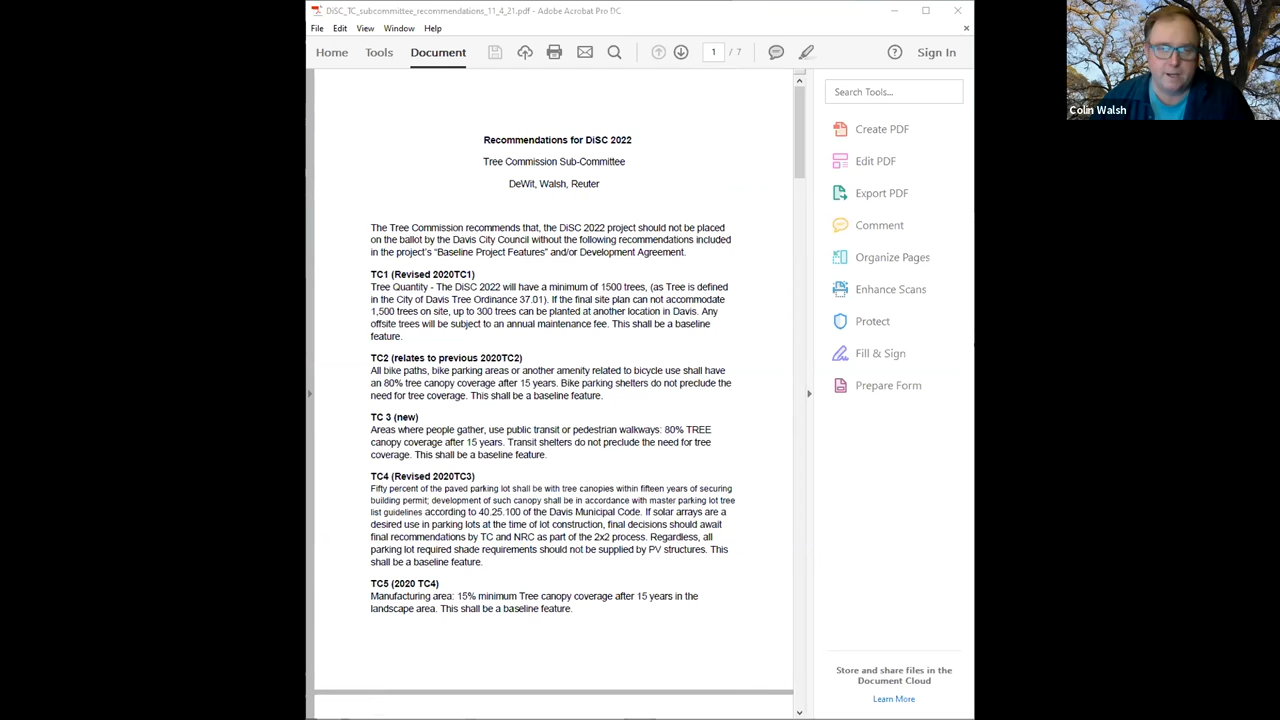 DiSC_TC_subcommittee_recommendations_11_4_21.pdf - Adobe Acrobat Pro DC
File Edit View Window Help
Home Tools Document 1 / 7 Sign In
Recommendations for DiSC 2022
Tree Commission Sub-Committee
DeWit, Walsh, Reuter
The Tree Commission recommends that, the DiSC 2022 project should not be placed
on the ballot by the Davis City Council without the following recommendations included
in the project's “Baseline Project Features” and/or Development Agreement.
TC1 (Revised 2020TC1)
Tree Quantity - The DiSC 2022 will have a minimum of 1500 trees, (as Tree is defined
in the City of Davis Tree Ordinance 37.01). If the final site plan can not accommodate
1,500 trees on site, up to 300 trees can be planted at another location in Davis. Any
offsite trees will be subject to an annual maintenance fee. This shall be a baseline
feature.
TC2 (relates to previous 2020TC2)
All bike paths, bike parking areas or another amenity related to bicycle use shall have
an 80% tree canopy coverage after 15 years. Bike parking shelters do not preclude the
need for tree coverage. This shall be a baseline feature.
TC 3 (new)
Areas where people gather, use public transit or pedestrian walkways: 80% TREE
canopy coverage after 15 years. Transit shelters do not preclude the need for tree
coverage. This shall be a baseline feature.
TC4 (Revised 2020TC3)
Fifty percent of the paved parking lot shall be with tree canopies within fifteen years of securing
building permit; development of such canopy shall be in accordance with master parking lot tree
list guidelines according to 40.25.100 of the Davis Municipal Code. If solar arrays are a
desired use in parking lots at the time of lot construction, final decisions should await
final recommendations by TC and NRC as part of the 2x2 process. Regardless, all
parking lot required shade requirements should not be supplied by PV structures. This
shall be a baseline feature.
TC5 (2020 TC4)
Manufacturing area: 15% minimum Tree canopy coverage after 15 years in the
landscape area. This shall be a baseline feature.
Search Tools...
Create PDF
Edit PDF
Export PDF
Comment
Organize Pages
Enhance Scans
Protect
Fill & Sign
Prepare Form
Store and share files in the
Document Cloud
Learn More
Colin Walsh